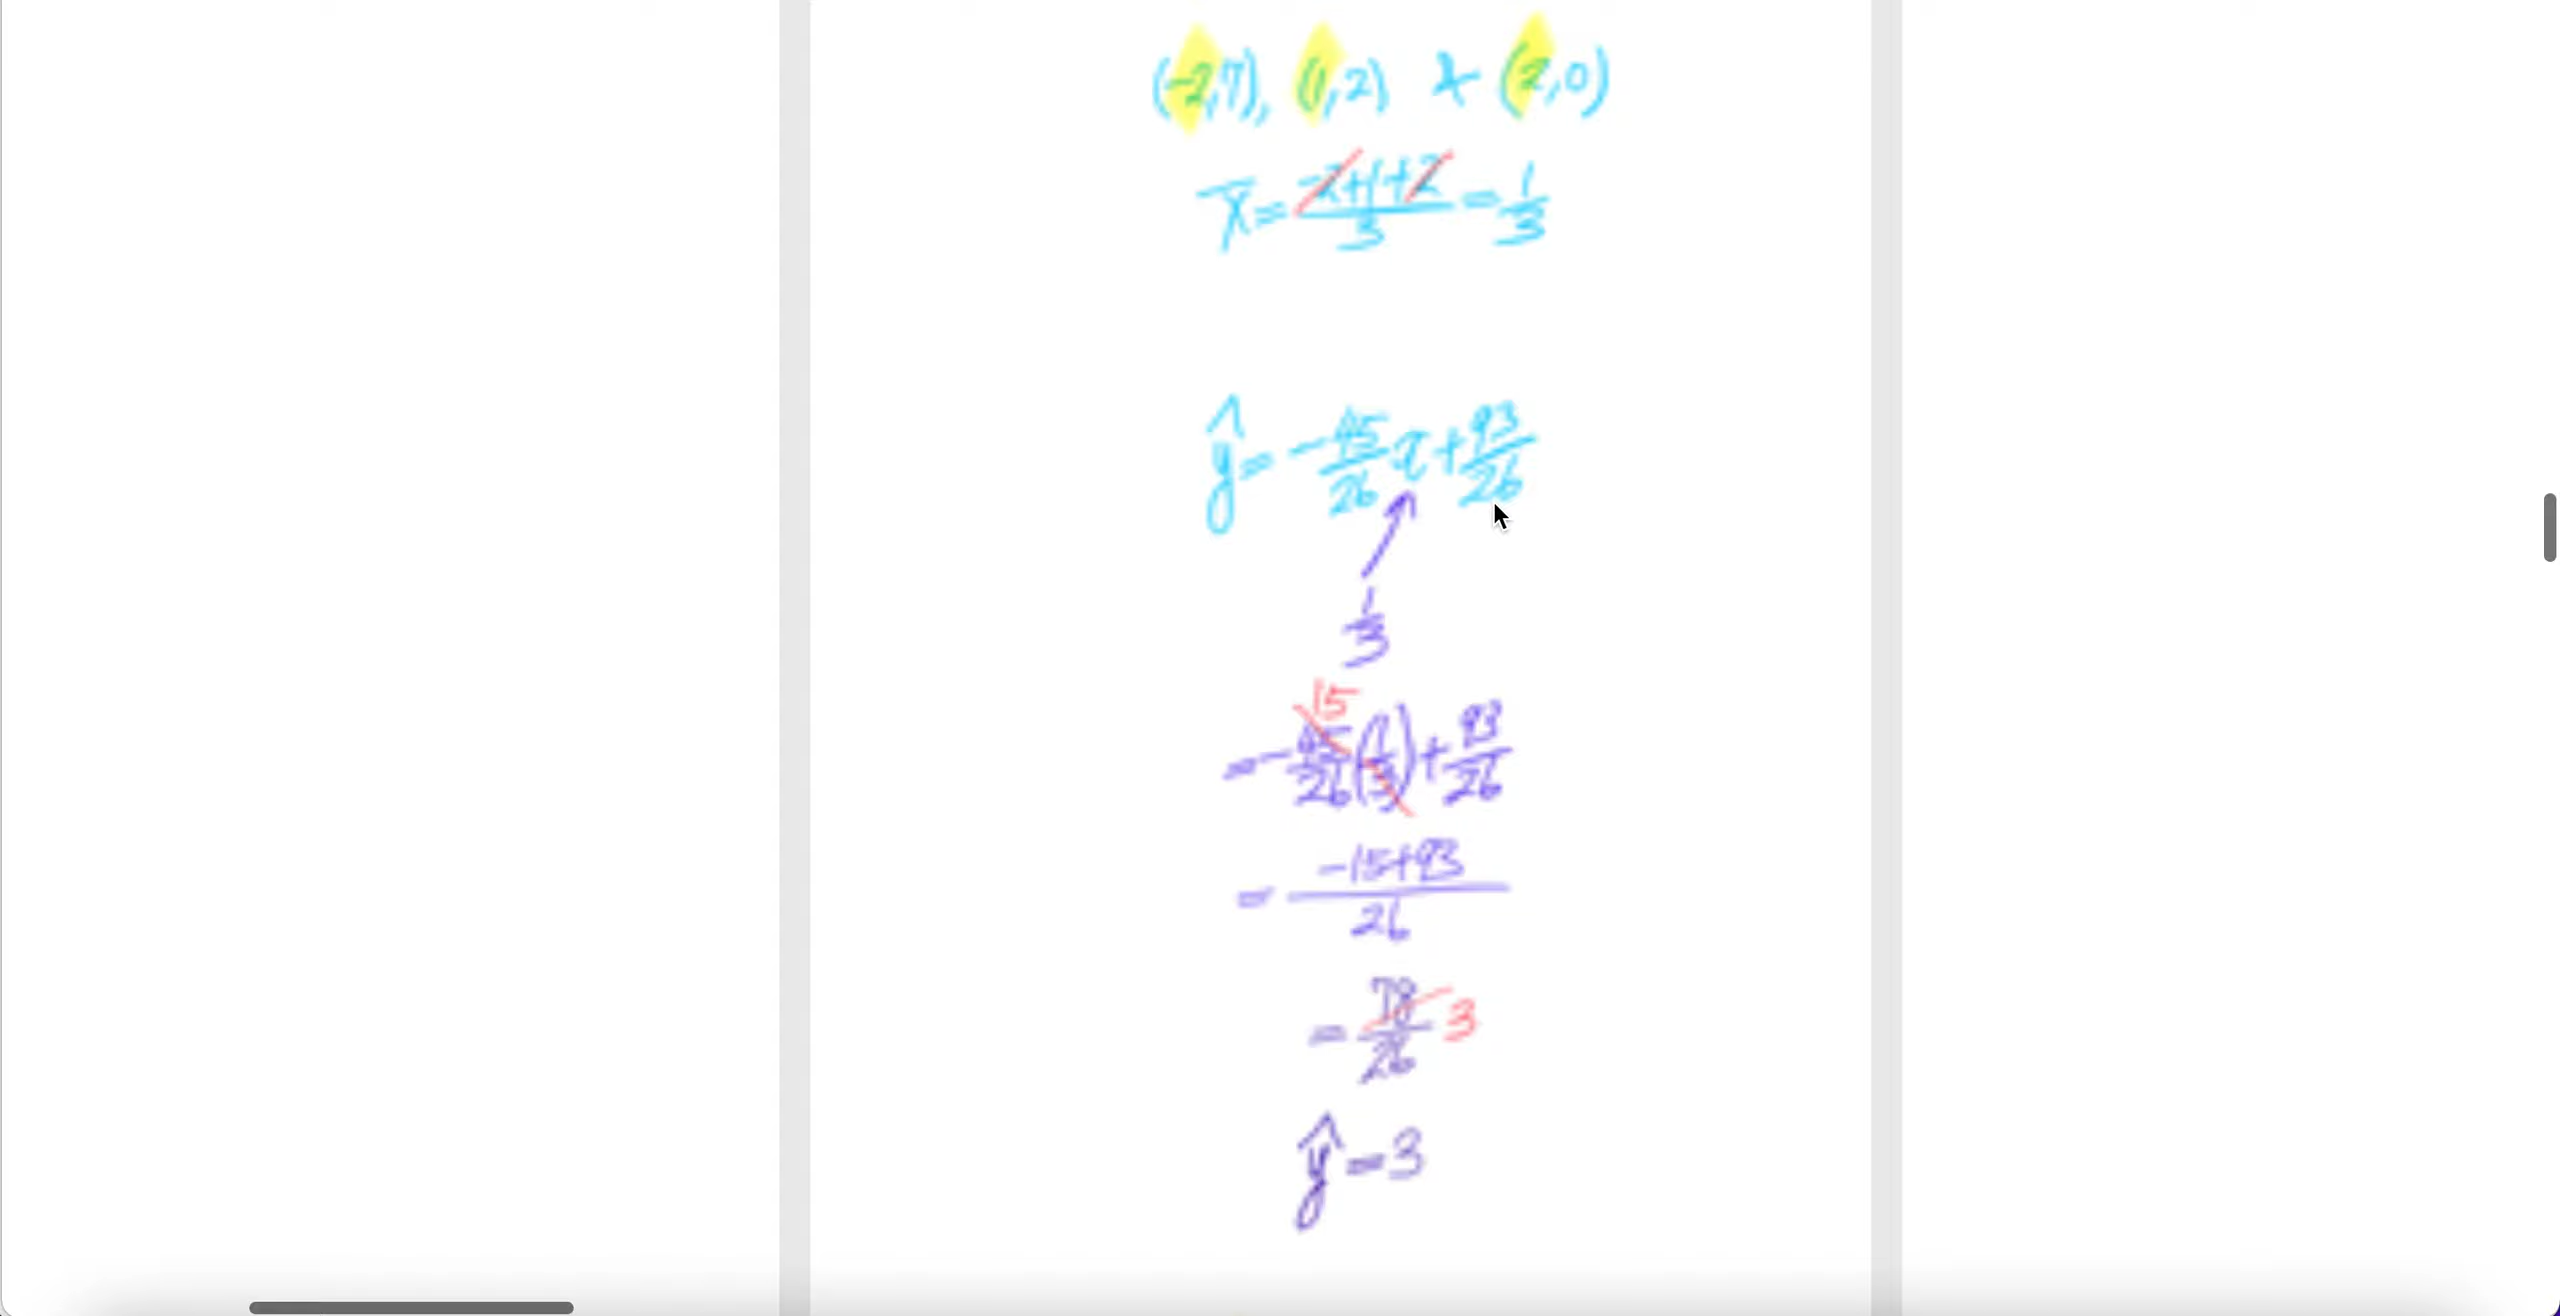 (-2,7), (1,2) & (2,0)
x̄ = (-2+1+2)/3 = 1/3
ŷ = -45/26 x + 93/26
1/3
15
= -45/26 (1/3) + 93/26
= (-15+93)/26
= 78/26 3
ŷ = 3